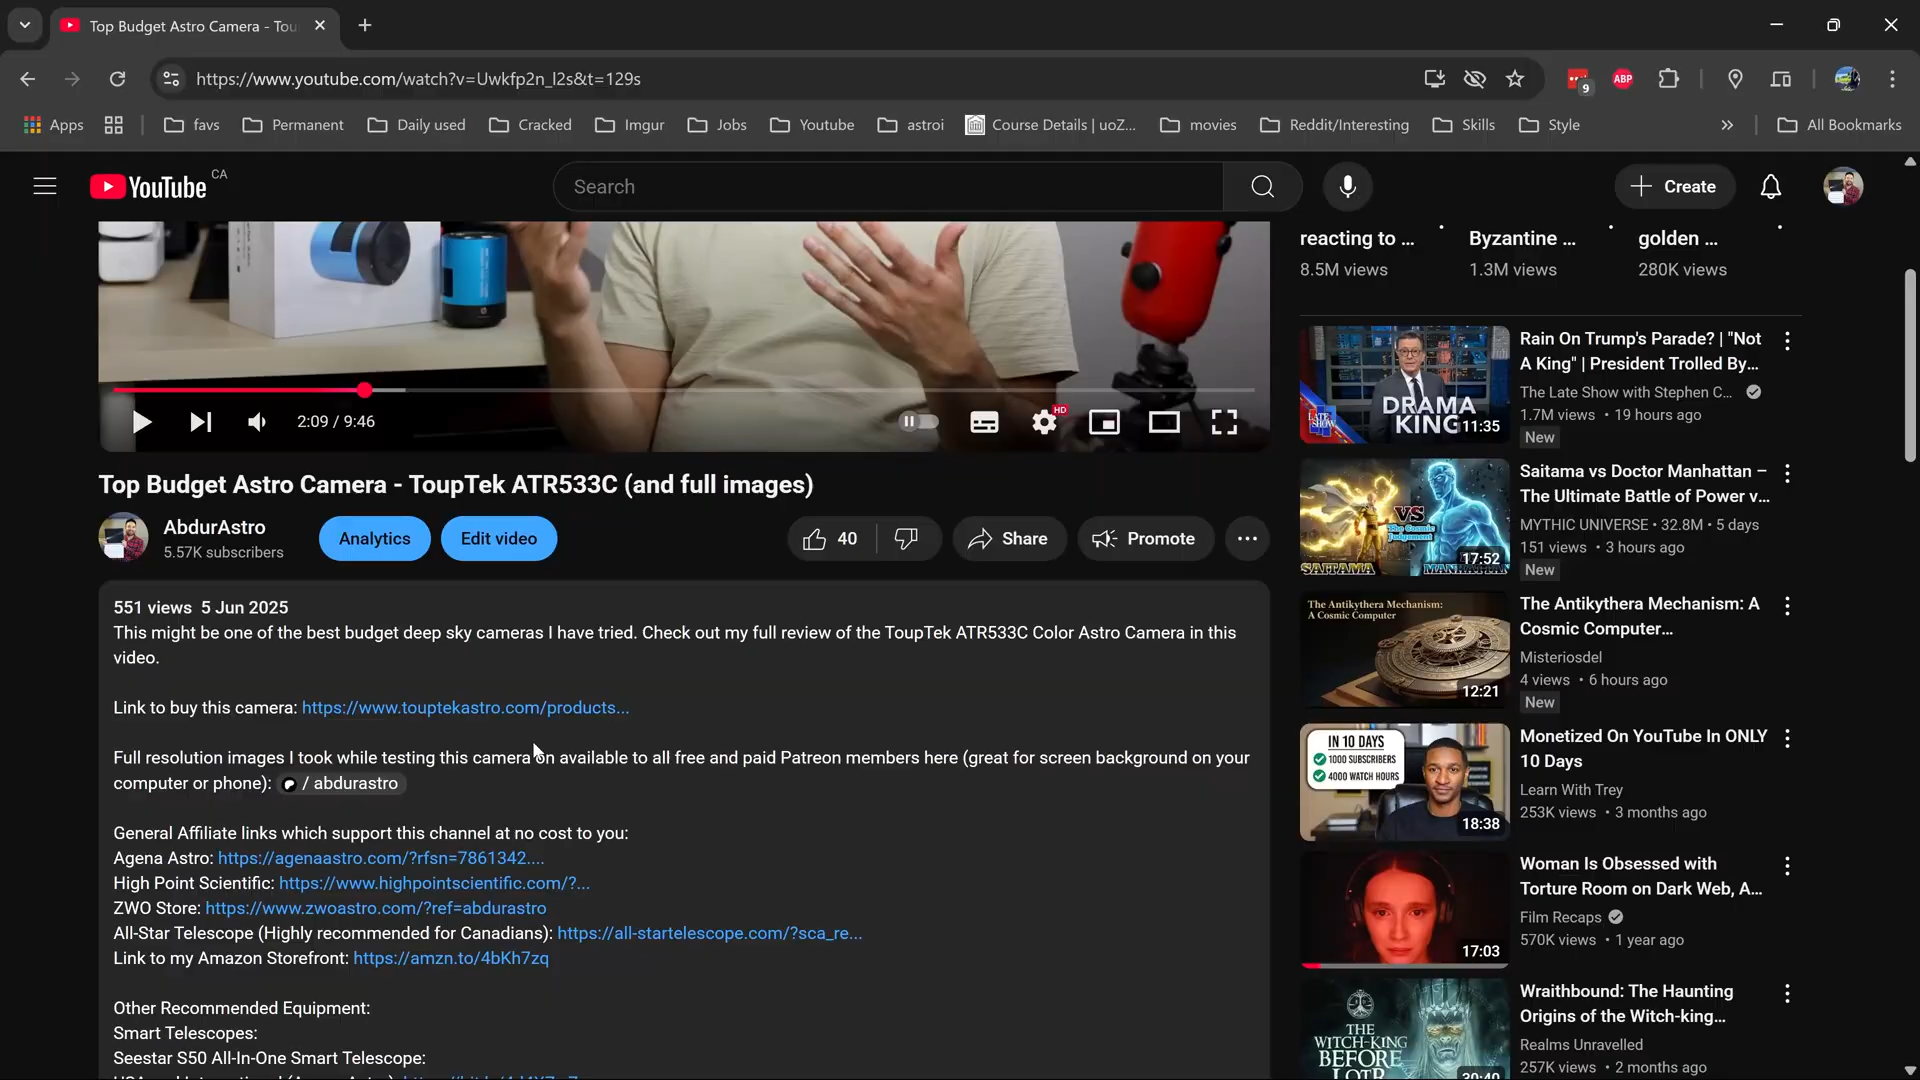 Top Budget Astro Camera - Tou
https://www.youtube.com/watch?v=Uwkfp2n_l2s&t=129s
9
ABP
Apps
favs
Permanent
Daily used
Cracked
Imgur
Jobs
Youtube
astroi
Course Details | uoZ...
movies
Reddit/Interesting
Skills
Style
All Bookmarks
YouTube CA
Search
Create
reacting to ...
8.5M views
Byzantine ...
1.3M views
golden ...
280K views
2:09 / 9:46
HD
Top Budget Astro Camera - ToupTek ATR533C (and full images)
AbdurAstro
5.57K subscribers
Analytics
Edit video
40
Share
Promote
551 views 5 Jun 2025
This might be one of the best budget deep sky cameras I have tried. Check out my full review of the ToupTek ATR533C Color Astro Camera in this
video.
Link to buy this camera: https://www.touptekastro.com/products...
Full resolution images I took while testing this camera on available to all free and paid Patreon members here (great for screen background on your
computer or phone): / abdurastro
General Affiliate links which support this channel at no cost to you:
Agena Astro: https://agenaastro.com/?rfsn=7861342....
High Point Scientific: https://www.highpointscientific.com/?...
ZWO Store: https://www.zwoastro.com/?ref=abdurastro
All-Star Telescope (Highly recommended for Canadians): https://all-startelescope.com/?sca_re...
Link to my Amazon Storefront: https://amzn.to/4bKh7zq
Other Recommended Equipment:
Smart Telescopes:
Seestar S50 All-In-One Smart Telescope:
LATE SHOW
DRAMA
KING
11:35
Rain On Trump's Parade? | "Not
A King" | President Trolled By...
The Late Show with Stephen C...
1.7M views • 19 hours ago
New
VS
The Cosmic
Judgement
SAITAMA
17:52
Saitama vs Doctor Manhattan –
The Ultimate Battle of Power v...
MYTHIC UNIVERSE • 32.8M • 5 days
151 views • 3 hours ago
New
The Antikythera Mechanism:
A Cosmic Computer
12:21
The Antikythera Mechanism: A
Cosmic Computer...
Misteriosdel
4 views • 6 hours ago
New
IN 10 DAYS
1000 SUBSCRIBERS
4000 WATCH HOURS
18:38
Monetized On YouTube In ONLY
10 Days
Learn With Trey
253K views • 3 months ago
17:03
Woman Is Obsessed with
Torture Room on Dark Web, A...
Film Recaps
570K views • 1 year ago
THE
WITCH-KING
BEFORE
LOTR
30:40
Wraithbound: The Haunting
Origins of the Witch-king...
Realms Unravelled
257K views • 2 months ago